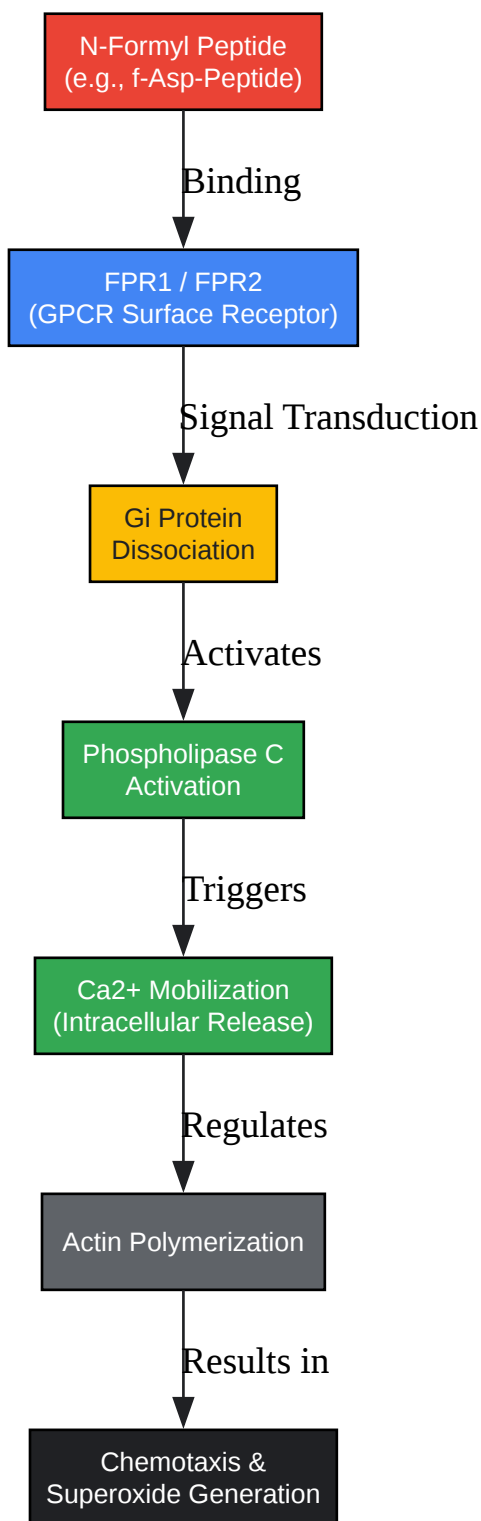 N-Formyl Peptide
(e.g., f-Asp-Peptide)
Binding
FPR1 / FPR2
(GPCR Surface Receptor)
Signal Transduction
Gi Protein
Dissociation
Activates
Phospholipase C
Activation
Triggers
Ca2+ Mobilization
(Intracellular Release)
Regulates
Actin Polymerization
Results in
Chemotaxis &
Superoxide Generation